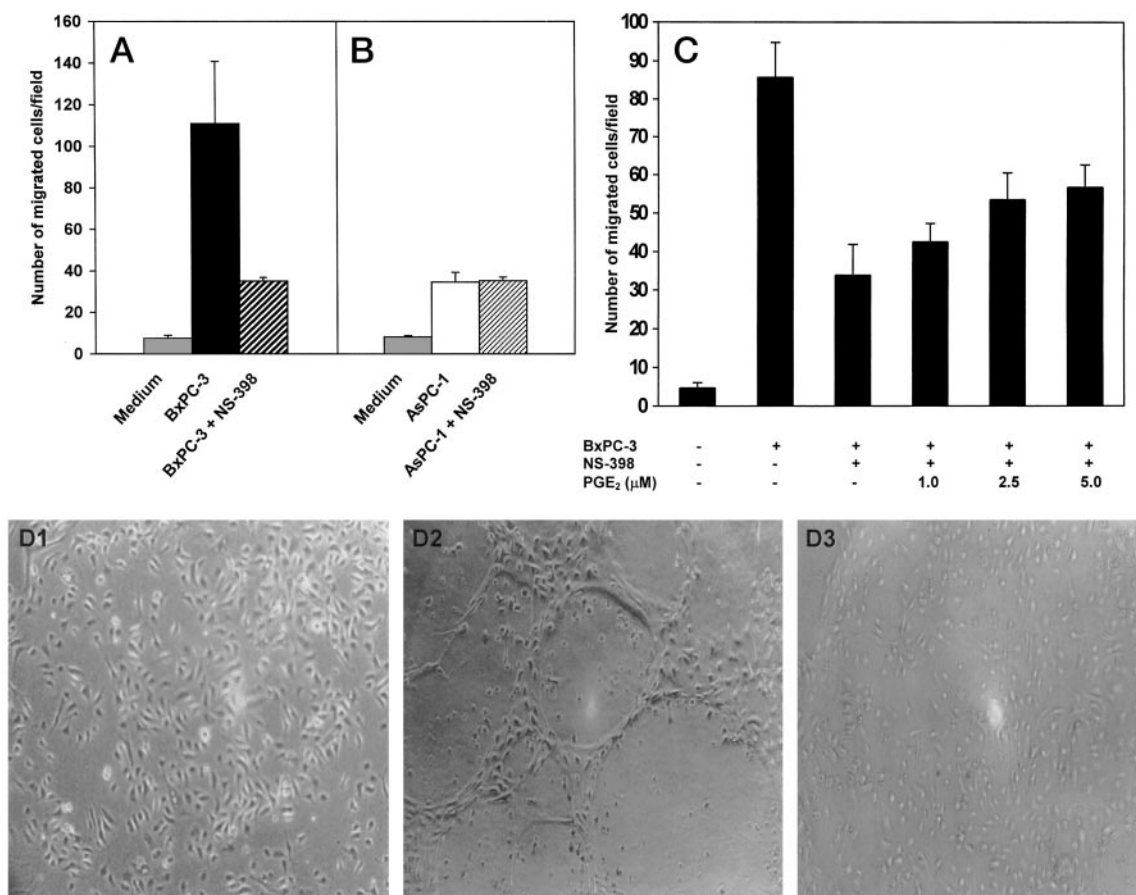 A
B
C
Number of migrated cells/field
160
140
120
100
80
60
40
20
0
Medium
BxPC-3
BxPC-3 + NS-398
Medium
AsPC-1
AsPC-1 + NS-398
Number of migrated cells/field
100
90
80
70
60
50
40
30
20
10
0
BxPC-3 - + + + + +
NS-398 - - + + + +
PGE₂ (μM) - - - 1.0 2.5 5.0
D1
D2
D3